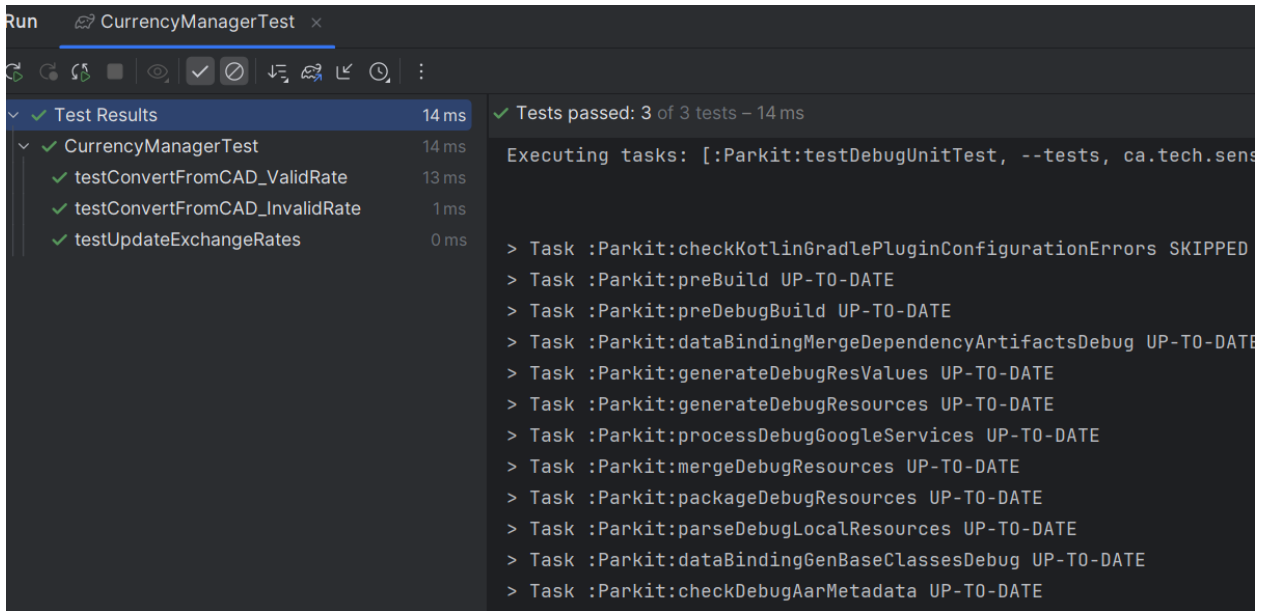 Run CurrencyManagerTest ×
Test Results 14 ms
CurrencyManagerTest 14 ms
testConvertFromCAD_ValidRate 13 ms
testConvertFromCAD_InvalidRate 1 ms
testUpdateExchangeRates 0 ms
Tests passed: 3 of 3 tests – 14 ms
Executing tasks: [:Parkit:testDebugUnitTest, --tests, ca.tech.sens
> Task :Parkit:checkKotlinGradlePluginConfigurationErrors SKIPPED
> Task :Parkit:preBuild UP-TO-DATE
> Task :Parkit:preDebugBuild UP-TO-DATE
> Task :Parkit:dataBindingMergeDependencyArtifactsDebug UP-TO-DATE
> Task :Parkit:generateDebugResValues UP-TO-DATE
> Task :Parkit:generateDebugResources UP-TO-DATE
> Task :Parkit:processDebugGoogleServices UP-TO-DATE
> Task :Parkit:mergeDebugResources UP-TO-DATE
> Task :Parkit:packageDebugResources UP-TO-DATE
> Task :Parkit:parseDebugLocalResources UP-TO-DATE
> Task :Parkit:dataBindingGenBaseClassesDebug UP-TO-DATE
> Task :Parkit:checkDebugAarMetadata UP-TO-DATE